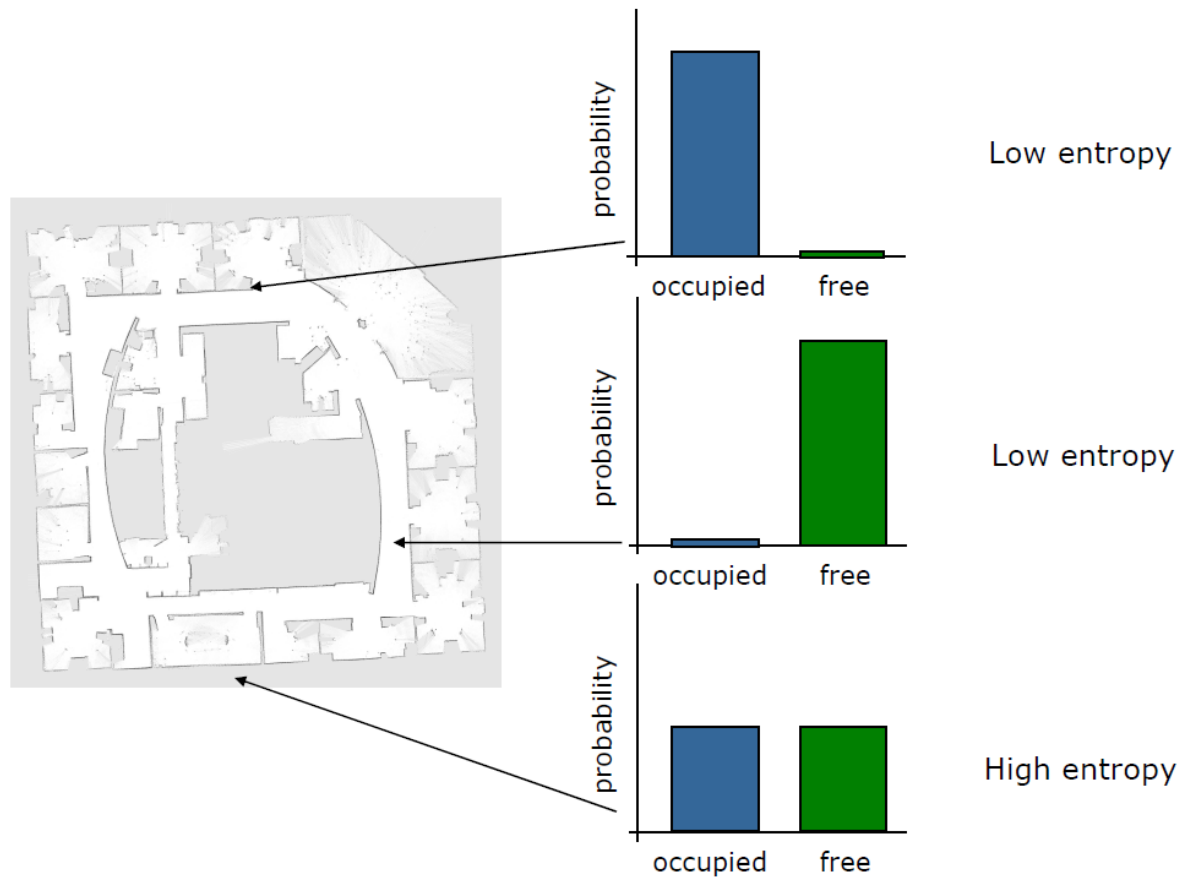 probability
occupied free
Low entropy
probability
occupied free
Low entropy
probability
occupied free
High entropy